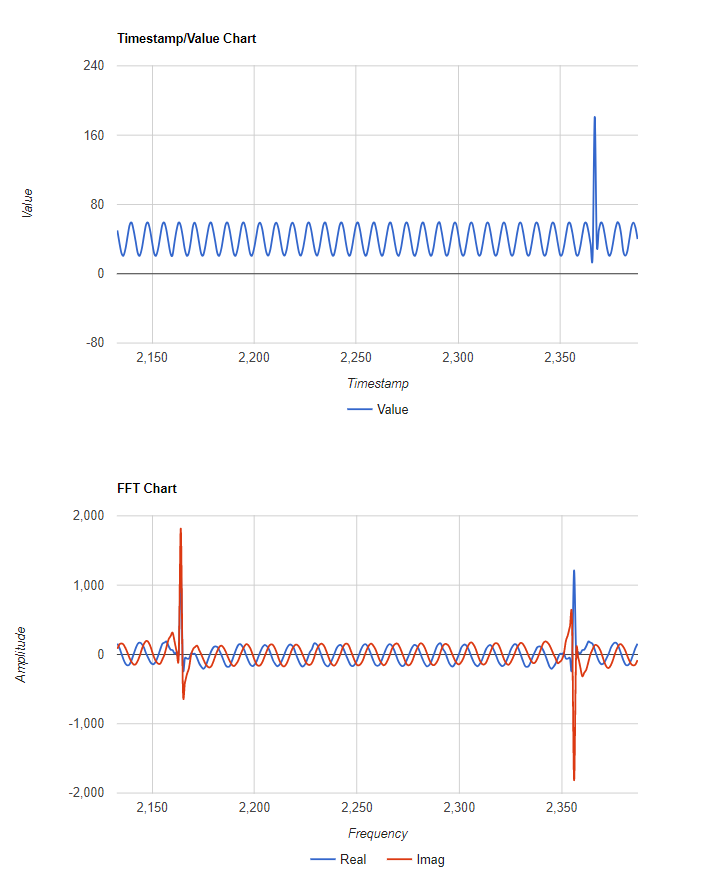 Timestamp/Value Chart
240
160
80
0
-80
Value
2,150 2,200 2,250 2,300 2,350
Timestamp
Value
FFT Chart
2,000
1,000
0
-1,000
-2,000
Amplitude
2,150 2,200 2,250 2,300 2,350
Frequency
Real Imag